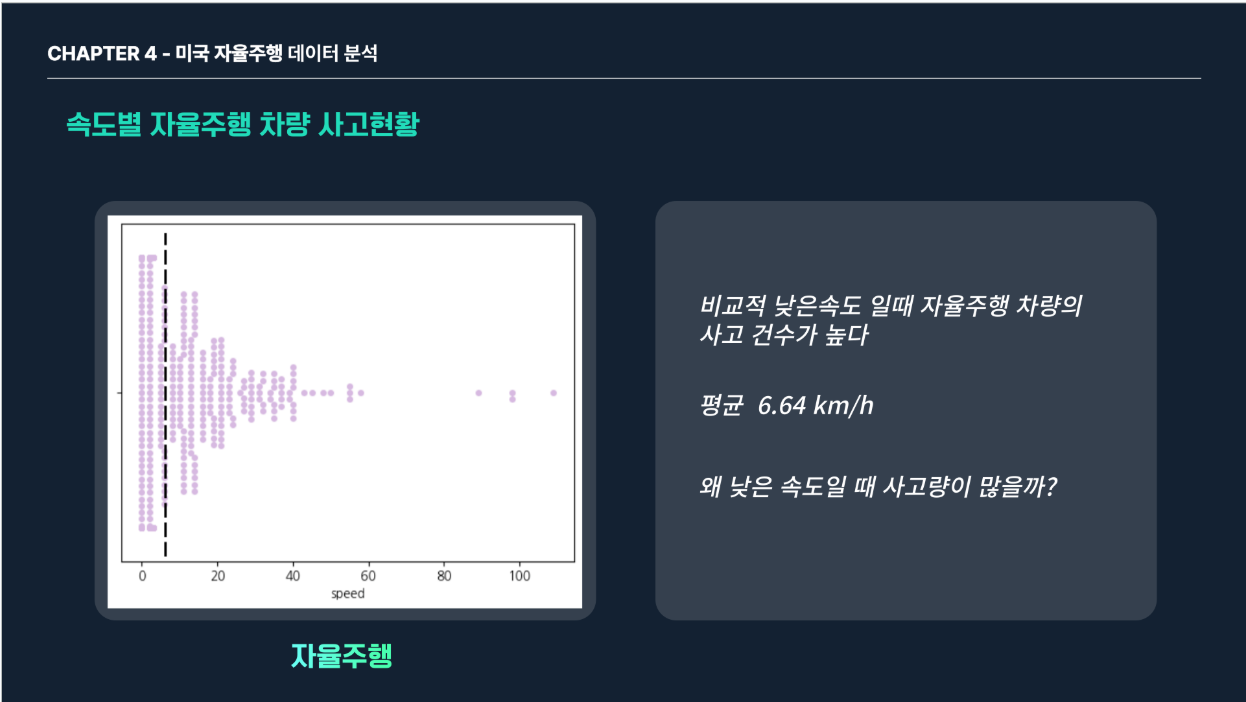 CHAPTER 4 - 미국 자율주행 데이터 분석
속도별 자율주행 차량 사고현황
0 20 40 60 80 100
speed
자율주행
비교적 낮은속도 일때 자율주행 차량의
사고 건수가 높다
평균 6.64 km/h
왜 낮은 속도일 때 사고량이 많을까?